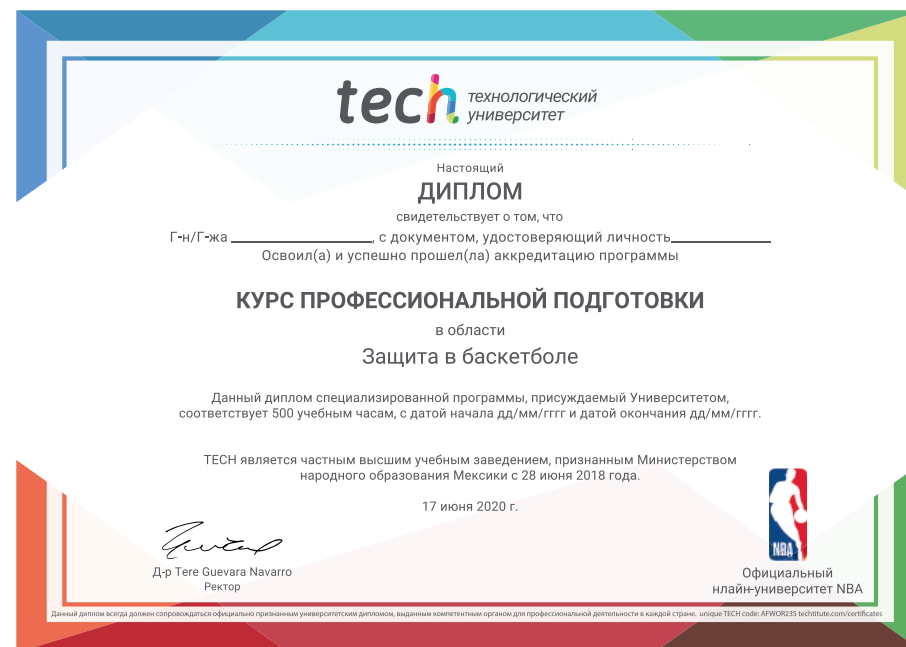 tech технологический
университет
Настоящий
ДИПЛОМ
свидетельствует о том, что
Г-н/Г-жа , с документом, удостоверяющий личность
Освоил(а) и успешно прошел(ла) аккредитацию программы
КУРС ПРОФЕССИОНАЛЬНОЙ ПОДГОТОВКИ
в области
Защита в баскетболе
Данный диплом специализированной программы, присуждаемый Университетом,
соответствует 500 учебным часам, с датой начала дд/мм/гггг и датой окончания дд/мм/гггг.
TECH является частным высшим учебным заведением, признанным Министерством
народного образования Мексики с 28 июня 2018 года.
17 июня 2020 г.
Д-р Tere Guevara Navarro
Ректор
NBA
Официальный
нлайн-университет NBA
Данный диплом всегда должен сопровождаться официально признанным университетским дипломом, выданным компетентным органом для профессиональной деятельности в каждой стране. unique TECH code: AFWOR235 techtitute.com/certificates